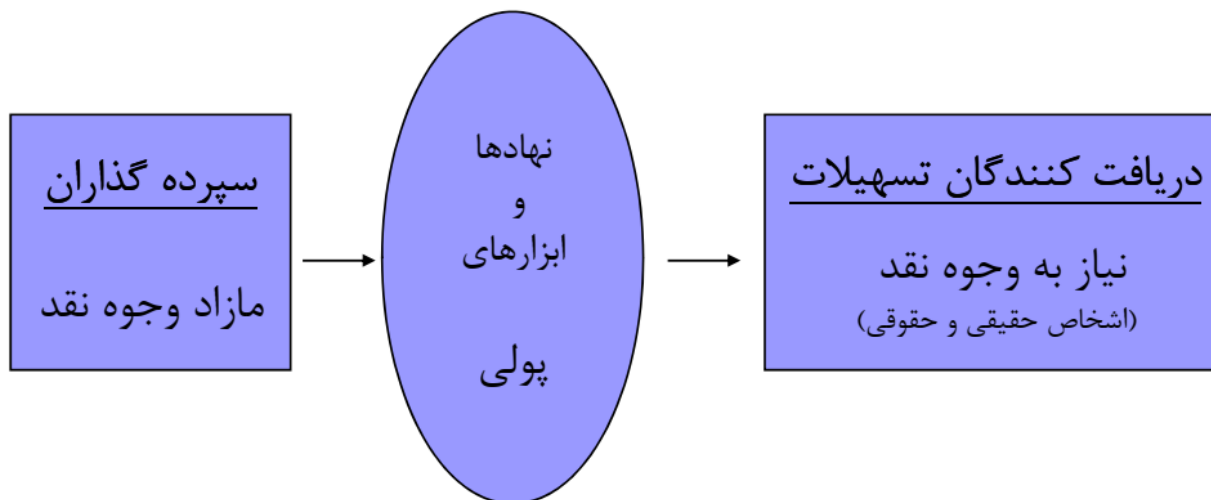 سپرده گذاران
مازاد وجوه نقد
نهادها
و
ابزارهای
پولی
دریافت کنندگان تسهیلات
نیاز به وجوه نقد
(اشخاص حقیقی و حقوقی)